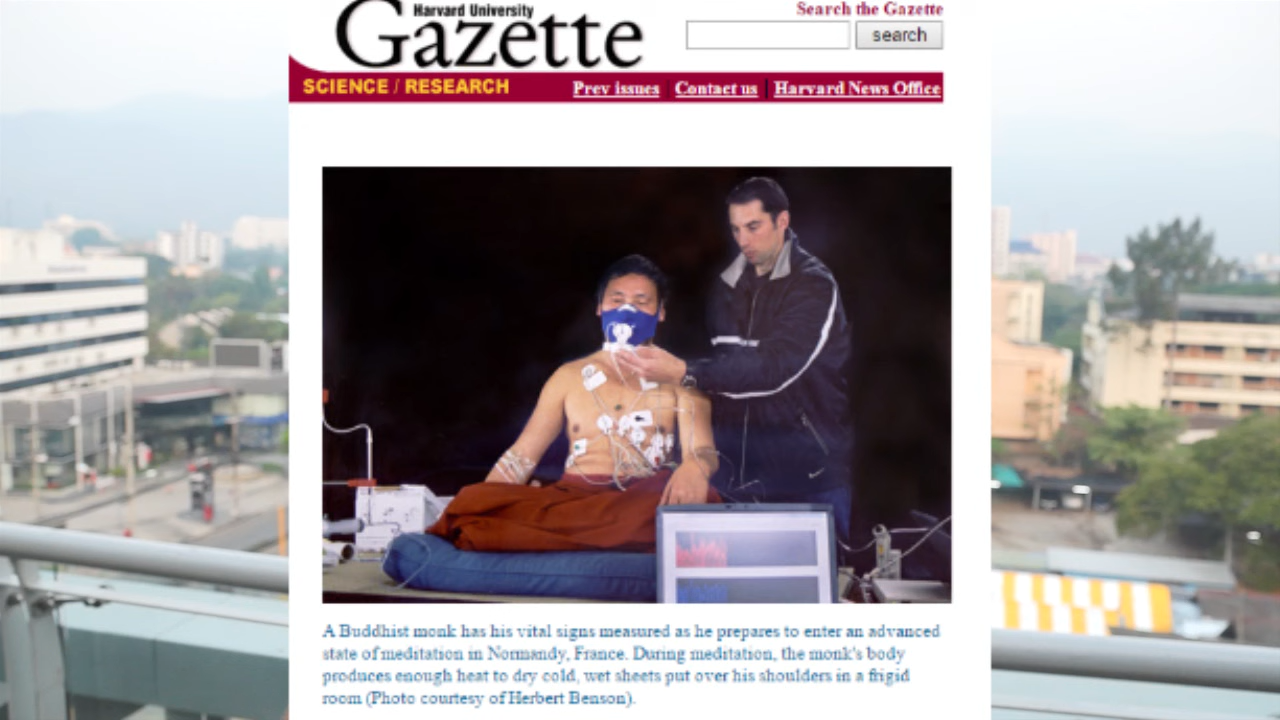 Harvard University
Gazette
Search the Gazette
search
SCIENCE / RESEARCH
Prev issues Contact us Harvard News Office
A Buddhist monk has his vital signs measured as he prepares to enter an advanced
state of meditation in Normandy, France. During meditation, the monk's body
produces enough heat to dry cold, wet sheets put over his shoulders in a frigid
room (Photo courtesy of Herbert Benson).